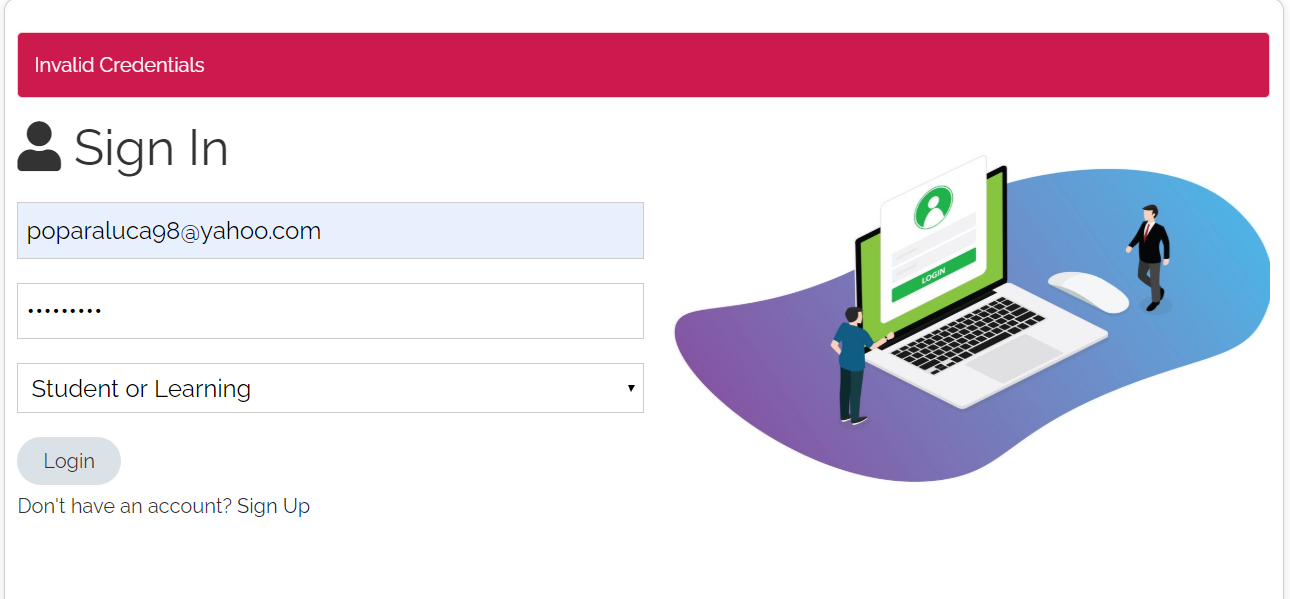 Invalid Credentials
Sign In
poparaluca98@yahoo.com
•••••••••
Student or Learning
Login
Don't have an account? Sign Up
LOGIN